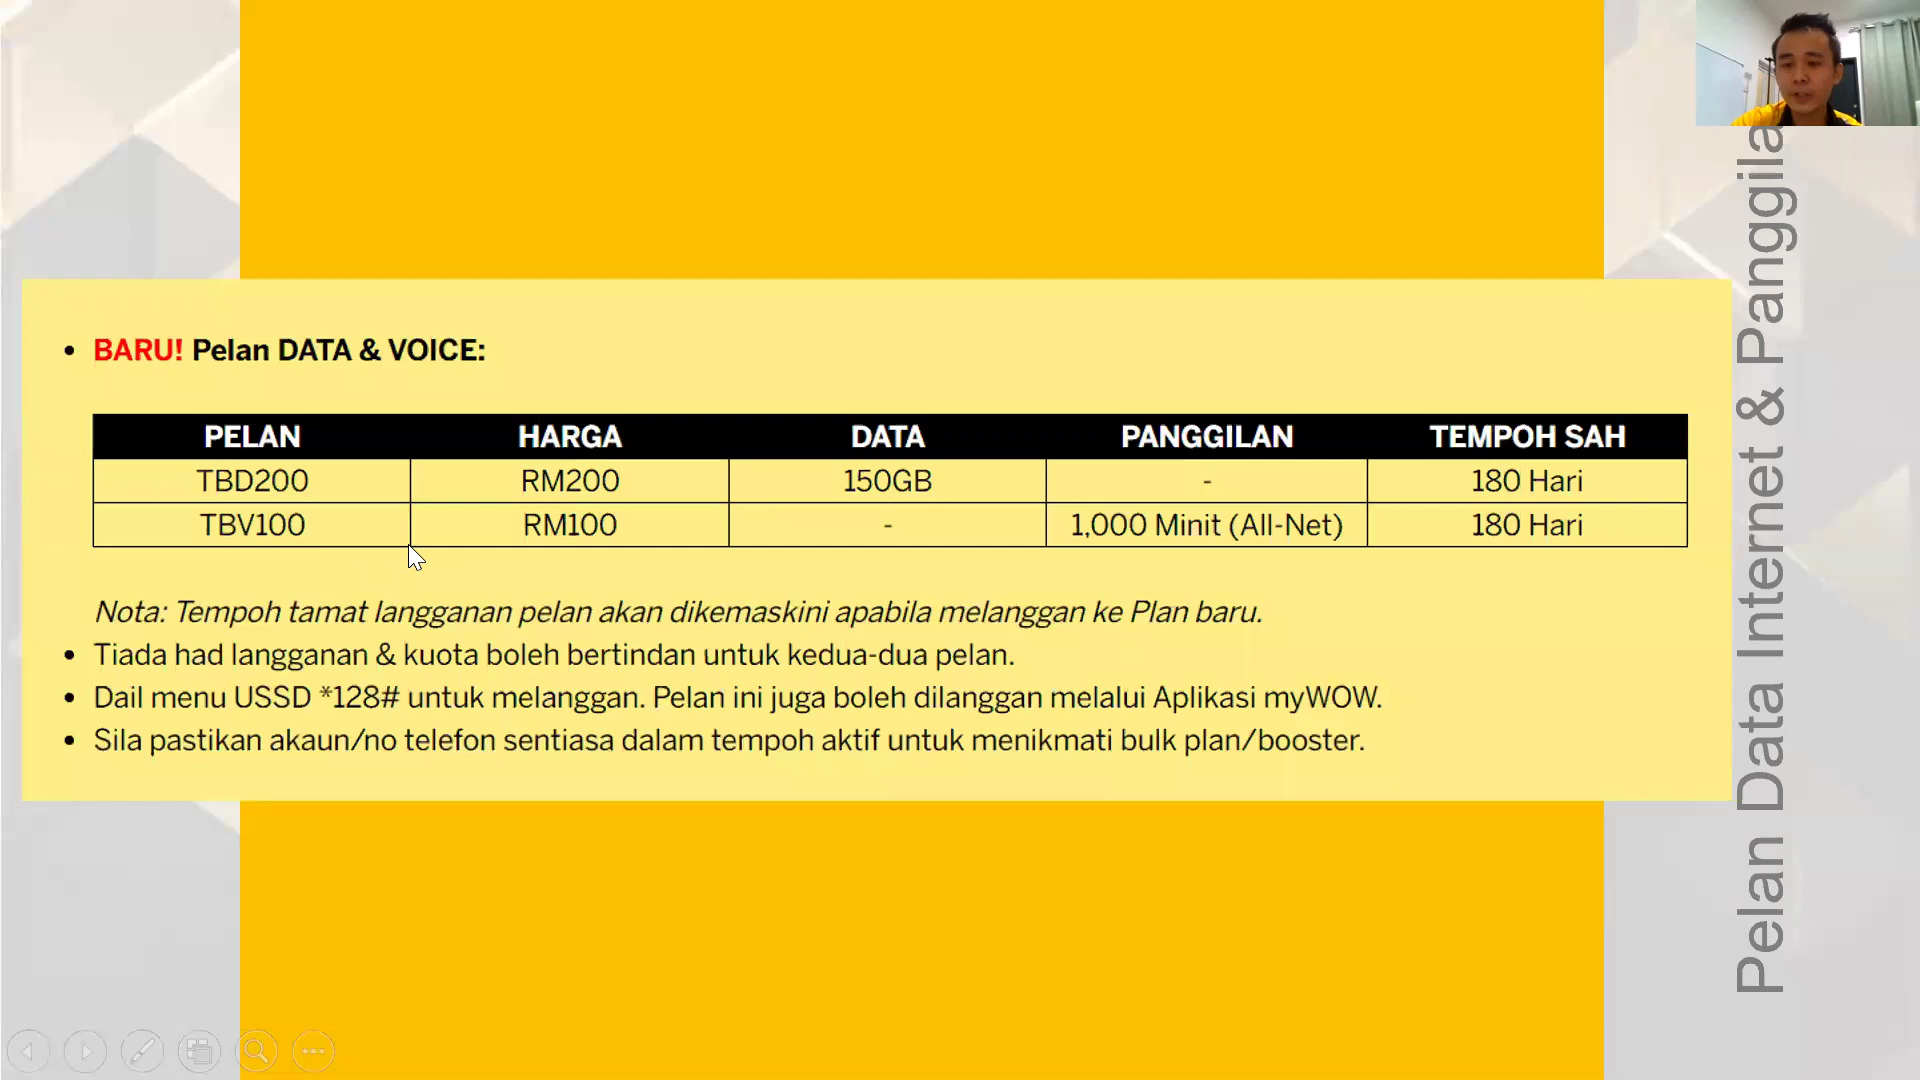 BARU! Pelan DATA & VOICE:
PELAN HARGA DATA PANGGILAN TEMPOH SAH
TBD200 RM200 150GB - 180 Hari
TBV100 RM100 - 1,000 Minit (All-Net) 180 Hari
Nota: Tempoh tamat langganan pelan akan dikemaskini apabila melanggan ke Plan baru.
Tiada had langganan & kuota boleh bertindan untuk kedua-dua pelan.
Dail menu USSD *128# untuk melanggan. Pelan ini juga boleh dilanggan melalui Aplikasi myWOW.
Sila pastikan akaun/no telefon sentiasa dalam tempoh aktif untuk menikmati bulk plan/booster.
Pelan Data Internet & Panggila